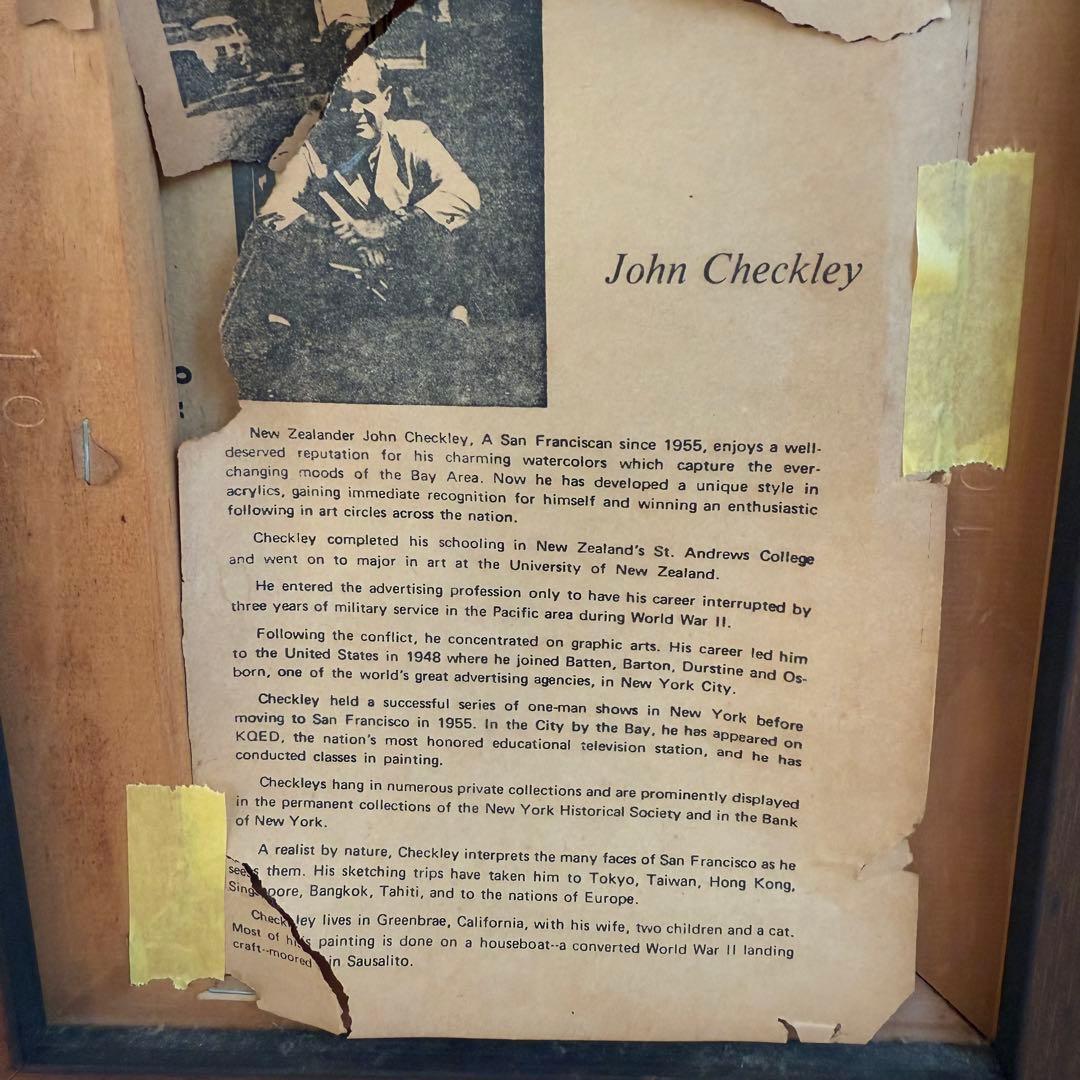 John Checkley
New Zealander John Checkley, A San Franciscan since 1955, enjoys a well-
deserved reputation for his charming watercolors which capture the ever-
changing moods of the Bay Area. Now he has developed a unique style in
acrylics, gaining immediate recognition for himself and winning an enthusiastic
following in art circles across the nation.
Checkley completed his schooling in New Zealand's St. Andrews College
and went on to major in art at the University of New Zealand.
He entered the advertising profession only to have his career interrupted by
three years of military service in the Pacific area during World War II.
Following the conflict, he concentrated on graphic arts. His career led him
to the United States in 1948 where he joined Batten, Barton, Durstine and Os-
born, one of the world's great advertising agencies, in New York City.
Checkley held a successful series of one-man shows in New York before
moving to San Francisco in 1955. In the City by the Bay, he has appeared on
KQED, the nation's most honored educational television station, and he has
conducted classes in painting.
Checkleys hang in numerous private collections and are prominently displayed
in the permanent collections of the New York Historical Society and in the Bank
of New York.
A realist by nature, Checkley interprets the many faces of San Francisco as he
sees them. His sketching trips have taken him to Tokyo, Taiwan, Hong Kong,
Singapore, Bangkok, Tahiti, and to the nations of Europe.
Checkley lives in Greenbrae, California, with his wife, two children and a cat.
Most of his painting is done on a houseboat--a converted World War II landing
craft--moored in Sausalito.
10
10